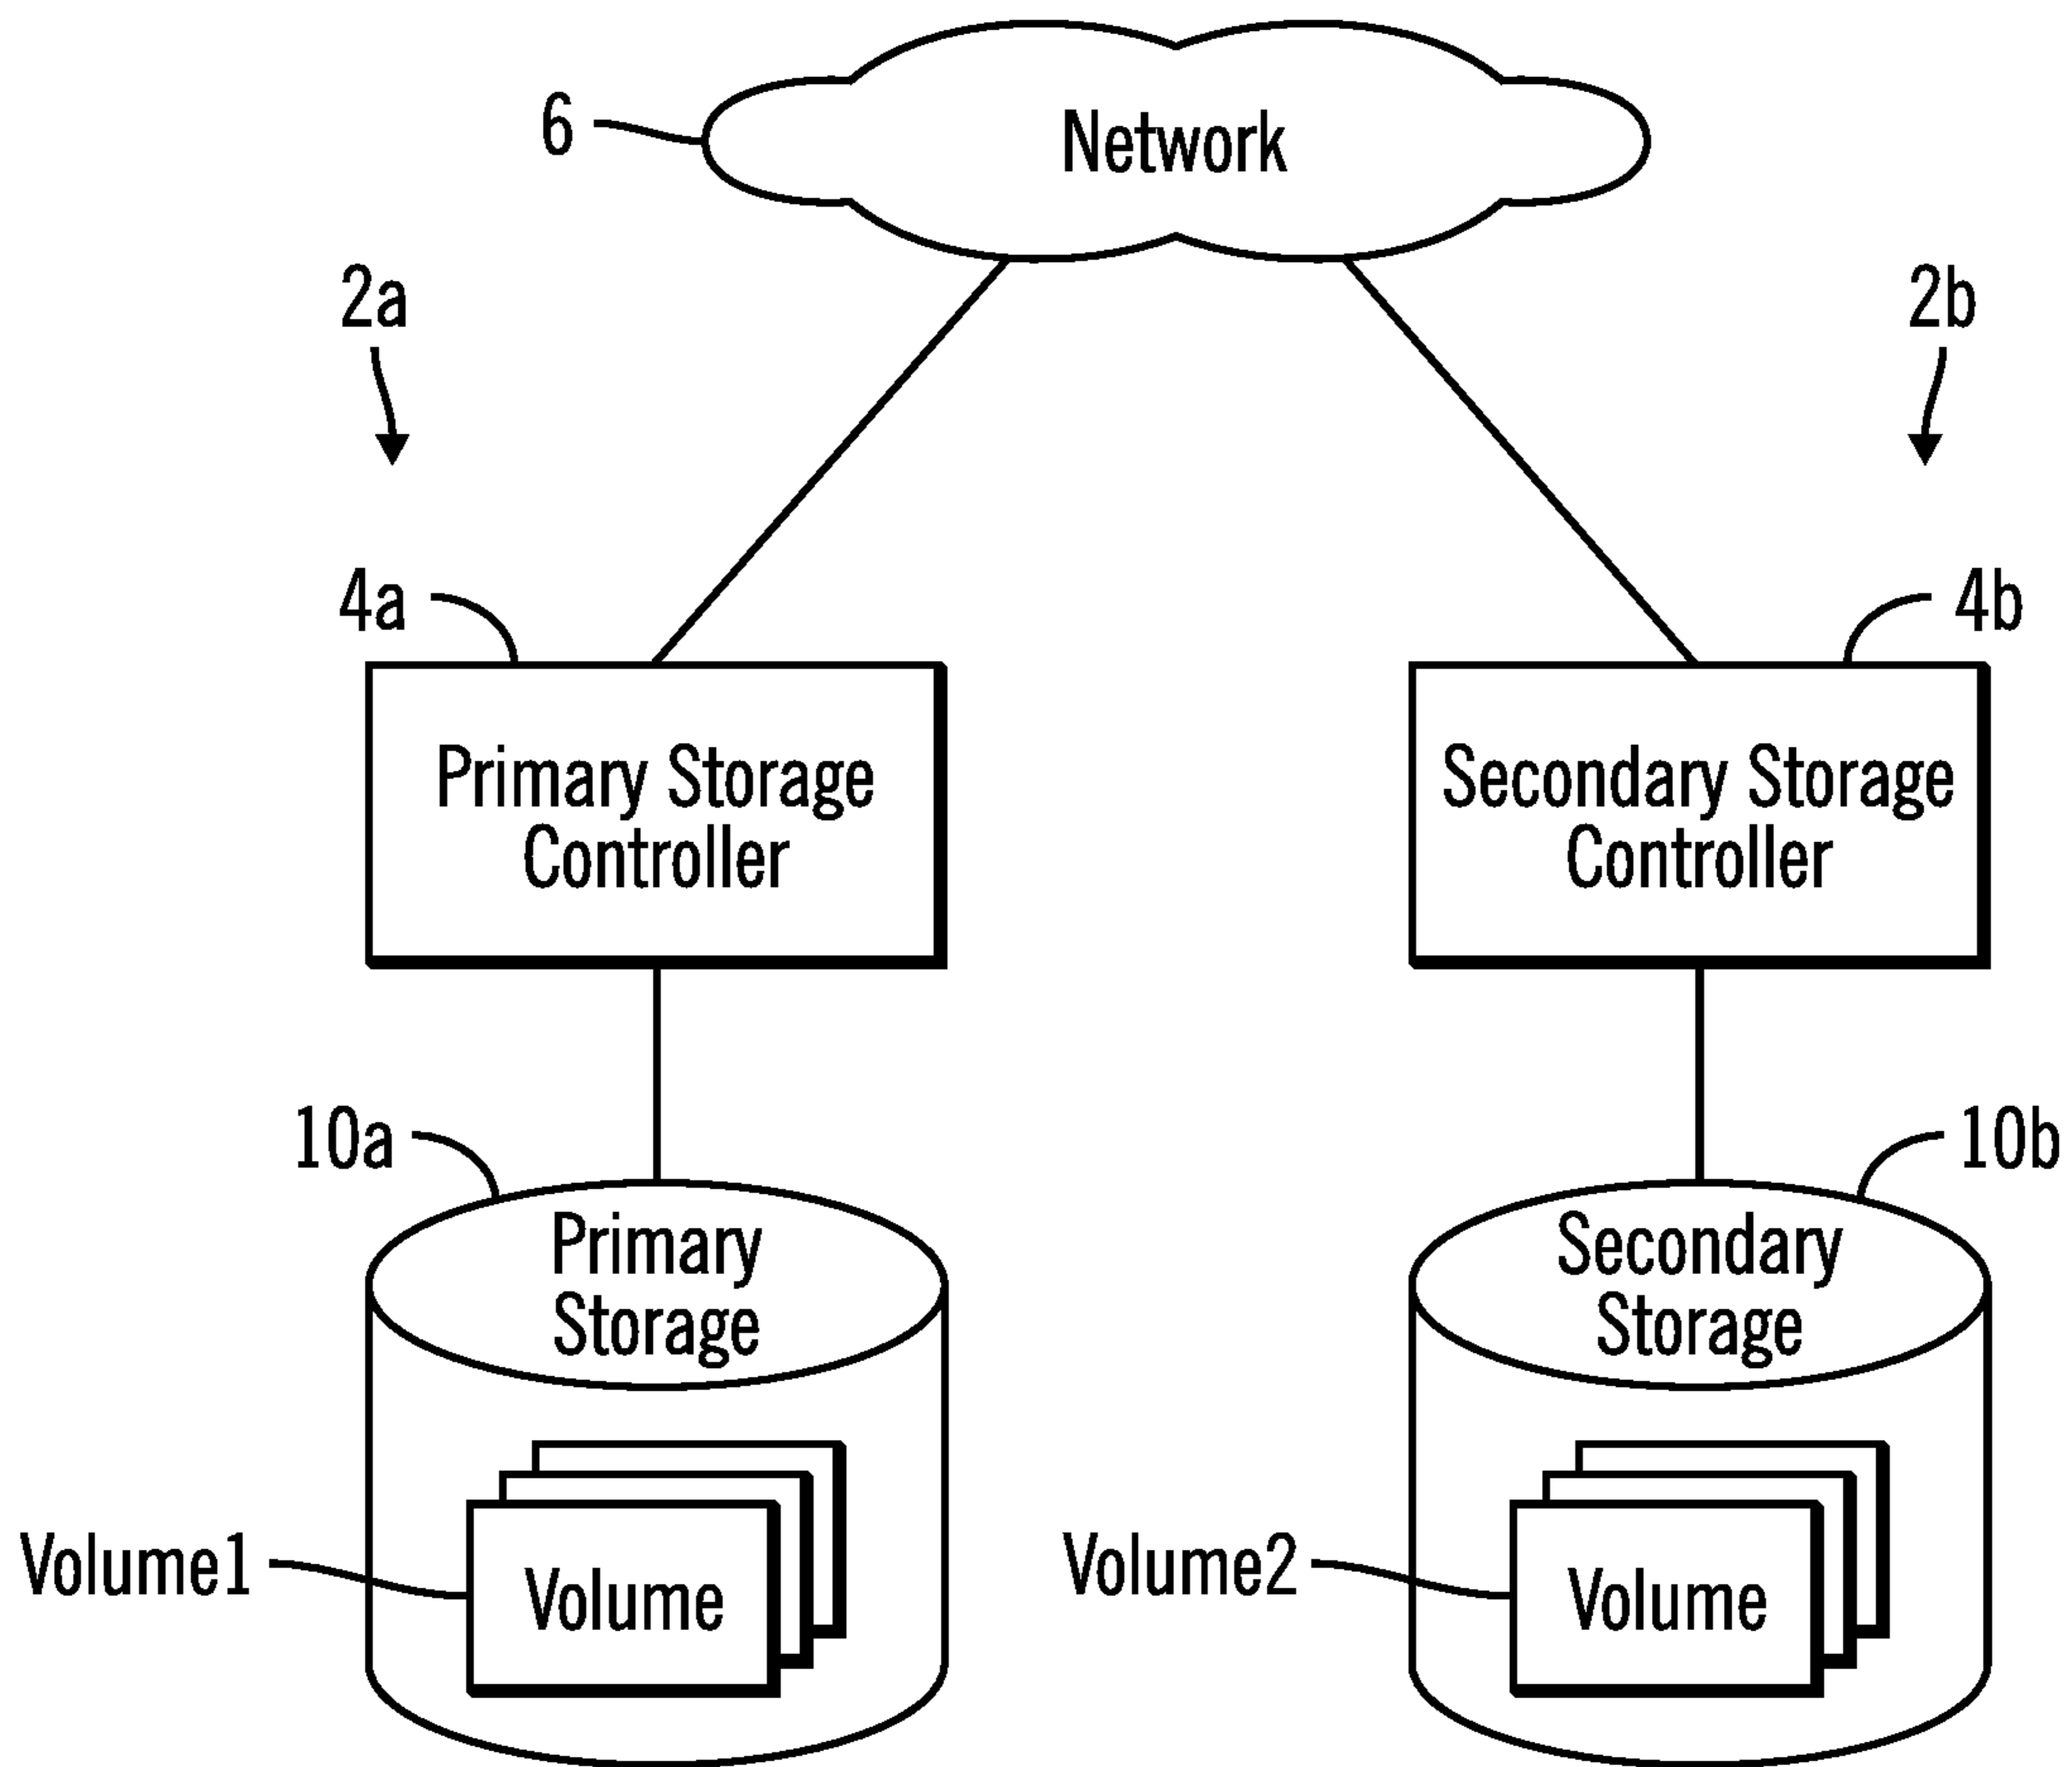 6
Network
2a
2b
4a
4b
Primary Storage
Controller
Secondary Storage
Controller
10a
10b
Primary
Storage
Secondary
Storage
Volume1
Volume
Volume2
Volume